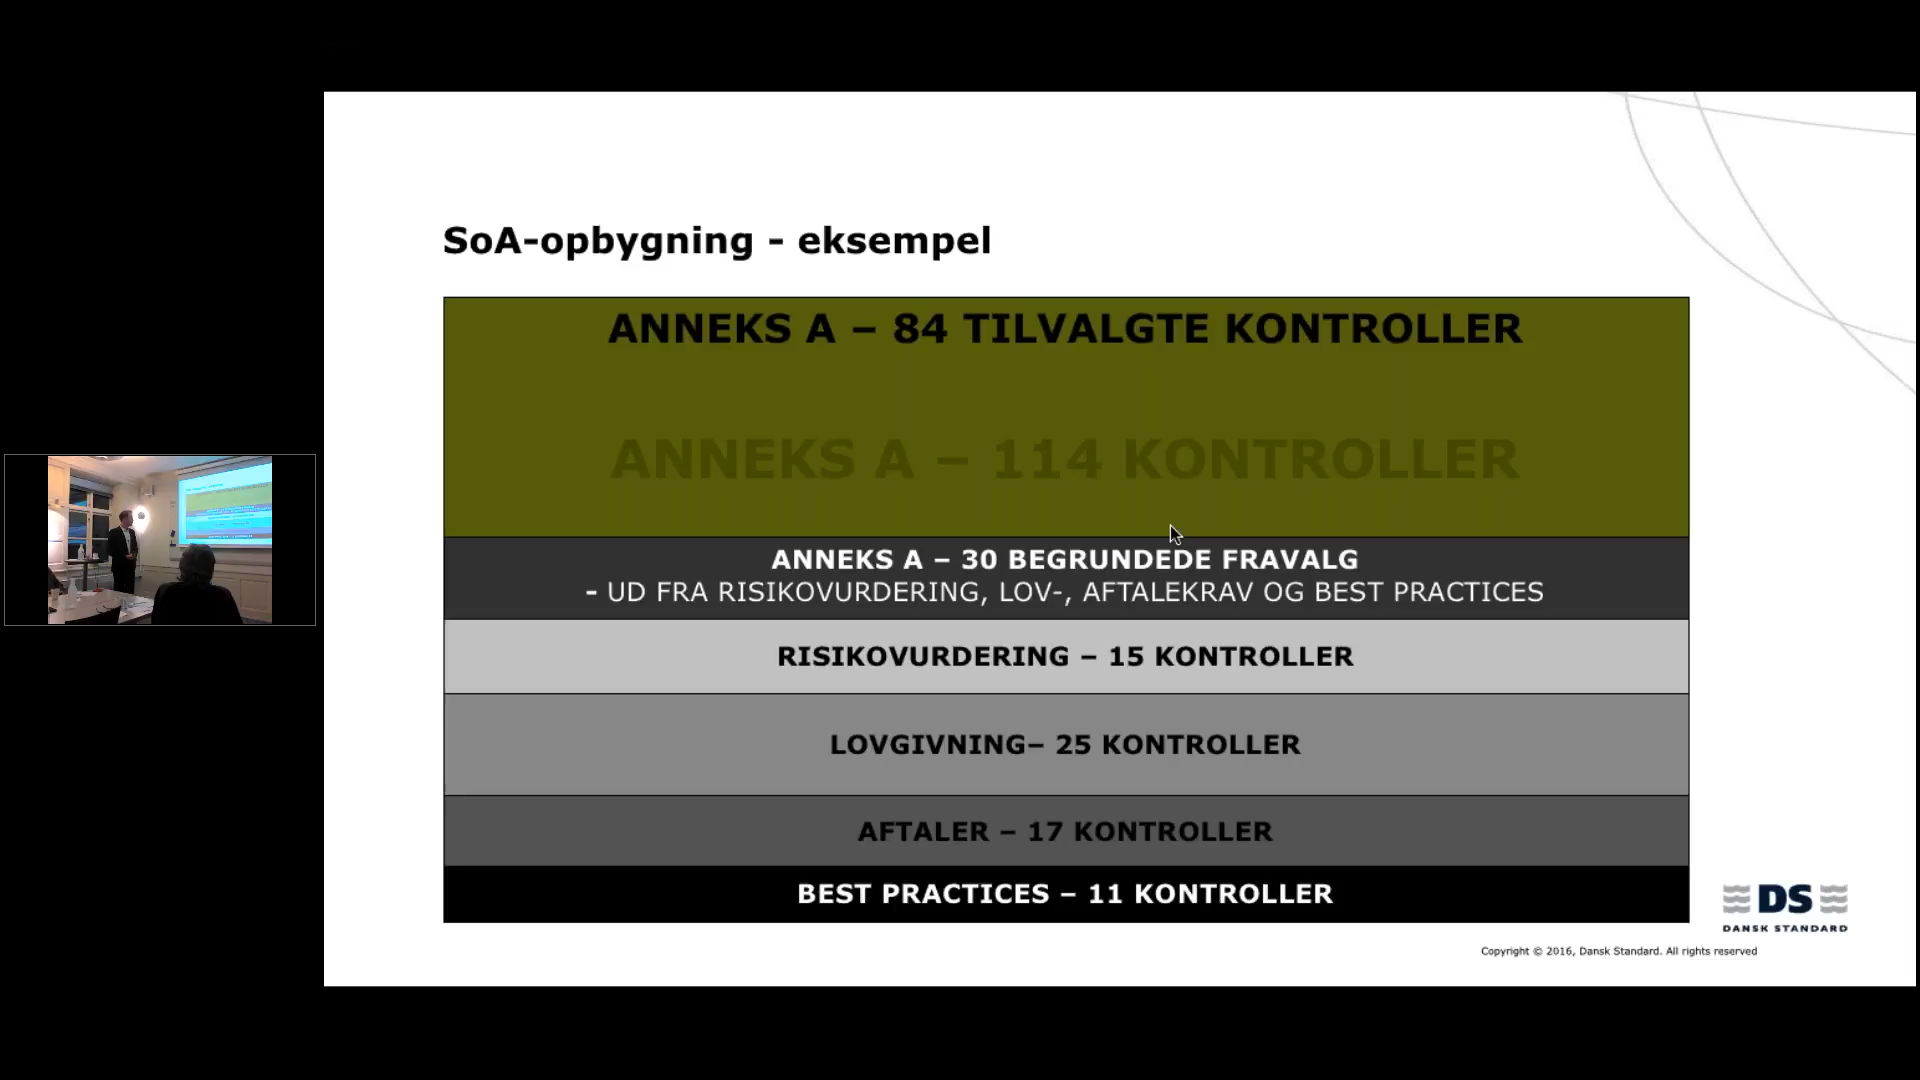 SoA-opbygning - eksempel
ANNEKS A – 84 TILVALGTE KONTROLLER
ANNEKS A – 114 KONTROLLER
ANNEKS A – 30 BEGRUNDEDE FRAVALG
- UD FRA RISIKOVURDERING, LOV-, AFTALEKRAV OG BEST PRACTICES
RISIKOVURDERING – 15 KONTROLLER
LOVGIVNING– 25 KONTROLLER
AFTALER – 17 KONTROLLER
BEST PRACTICES – 11 KONTROLLER
DS
DANSK STANDARD
Copyright © 2016, Dansk Standard. All rights reserved